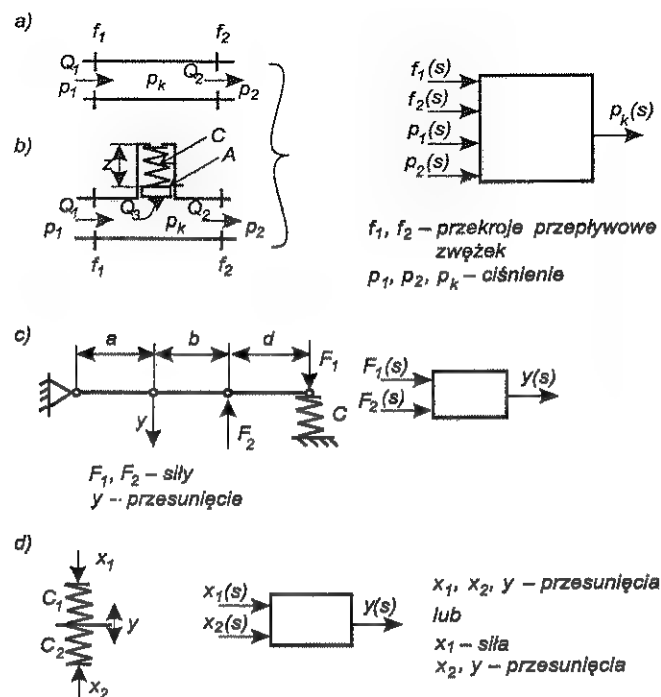 a)
f₁ f₂
Q₁ Q₂
p₁ pₖ p₂
f₁(s)
f₂(s)
p₁(s)
p₂(s)
pₖ(s)
b)
C
z A
Q₁ Q₃ Q₂
p₁ pₖ p₂
f₁ f₂
f₁, f₂ – przekroje przepływowe
zwężek
p₁, p₂, pₖ – ciśnienie
c)
a b d
F₁
y F₂ C
F₁(s)
F₂(s)
y(s)
F₁, F₂ – siły
y – przesunięcie
d)
x₁
C₁
y
C₂
x₂
x₁(s)
x₂(s)
y(s)
x₁, x₂, y – przesunięcia
lub
x₁ – siła
x₂, y – przesunięcia